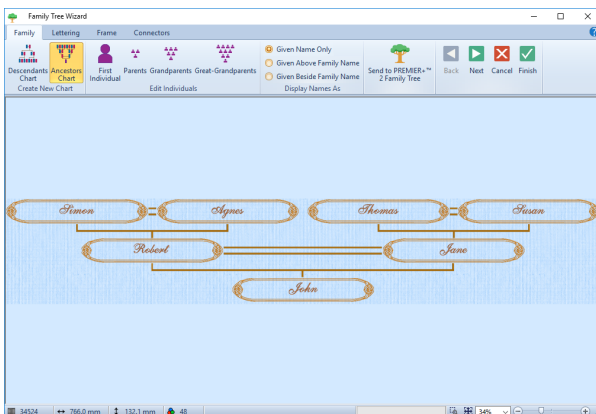 Family Tree Wizard
Family Lettering Frame Connectors
Descendants Chart
Ancestors Chart
Create New Chart
First Individual
Parents
Grandparents
Great-Grandparents
Edit Individuals
Given Name Only
Given Above Family Name
Given Beside Family Name
Display Names As
Send to PREMIER+™ 2 Family Tree
Back
Next
Cancel
Finish
Simon Agnes Thomas Susan
Robert Jane
John
34524 766.0 mm 132.1 mm 48 34%